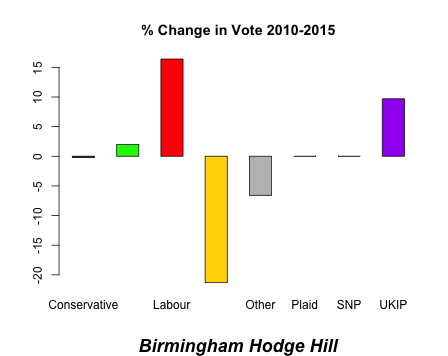 % Change in Vote 2010-2015
15
10
5
0
-5
-10
-15
-20
Conservative Labour Other Plaid SNP UKIP
Birmingham Hodge Hill